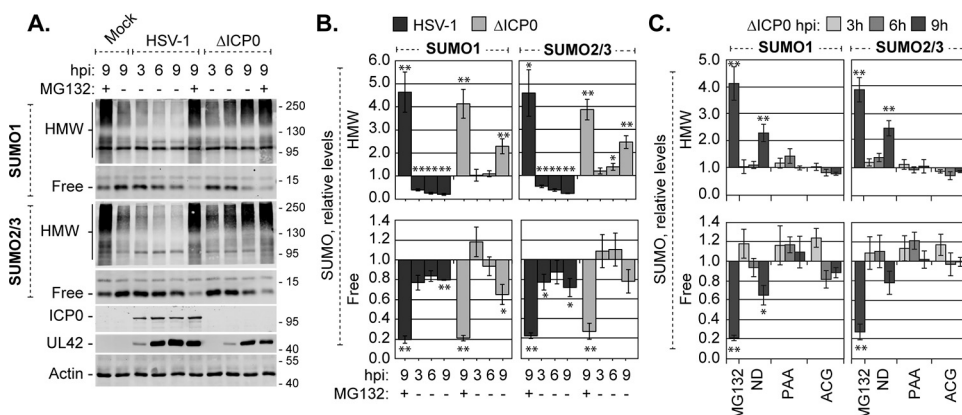 A.
Mock HSV-1 ΔICP0
hpi: 9 9 3 6 9 9 3 6 9 9
MG132: + - - - - + - - - +
SUMO1
HMW
250
130
95
Free
15
SUMO2/3
HMW
250
130
95
Free
15
ICP0
95
UL42
55
Actin
40
B.
HSV-1 ΔICP0
SUMO1 SUMO2/3
SUMO, relative levels
HMW
6.0
5.0
4.0
3.0
2.0
1.0
0.0
** ******** ** **
* ******** ** * **
Free
1.4
1.2
1.0
0.8
0.6
0.4
0.2
0.0
** ** ** *
** * * **
hpi: 9 3 6 9 9 3 6 9 9 3 6 9 9 3 6 9
MG132: + - - - + - - - + - - - + - - -
C.
ΔICP0 hpi: 3h 6h 9h
SUMO1 SUMO2/3
SUMO, relative levels
HMW
5.0
4.0
3.0
2.0
1.0
0.0
** **
** **
Free
1.4
1.2
1.0
0.8
0.6
0.4
0.2
0.0
** *
**
MG132 ND PAA ACG MG132 ND PAA ACG